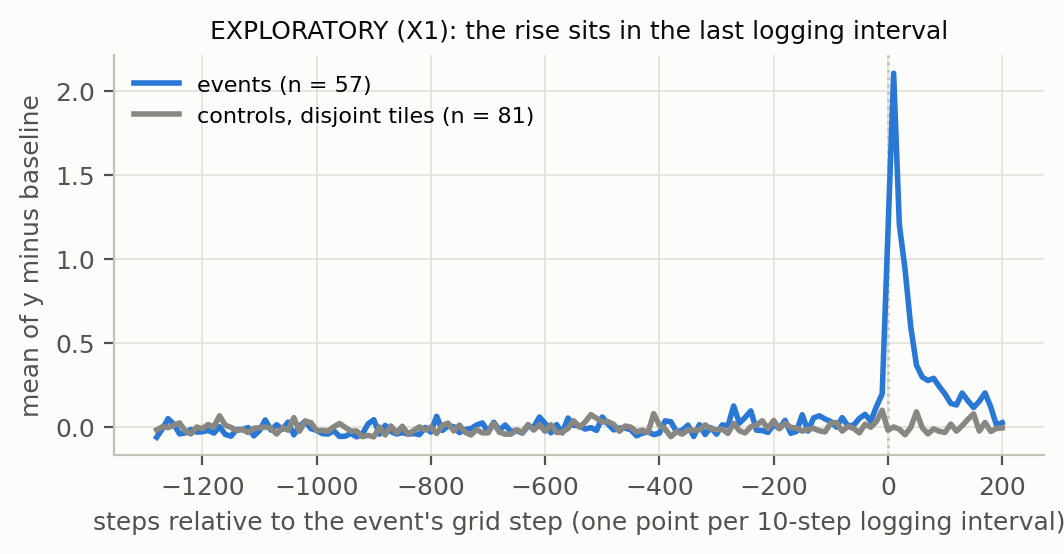 EXPLORATORY (X1): the rise sits in the last logging interval
events (n = 57)
controls, disjoint tiles (n = 81)
mean of y minus baseline
2.0
1.5
1.0
0.5
0.0
−1200 −1000 −800 −600 −400 −200 0 200
steps relative to the event's grid step (one point per 10-step logging interval)